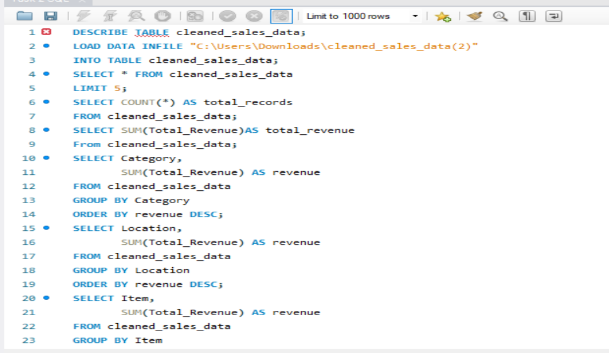 Limit to 1000 rows
1 DESCRIBE TABLE cleaned_sales_data;
2 LOAD DATA INFILE "C:\Users\Downloads\cleaned_sales_data(2)"
3 INTO TABLE cleaned_sales_data;
4 SELECT * FROM cleaned_sales_data
5 LIMIT 5;
6 SELECT COUNT(*) AS total_records
7 FROM cleaned_sales_data;
8 SELECT SUM(Total_Revenue)AS total_revenue
9 From cleaned_sales_data;
10 SELECT Category,
11 SUM(Total_Revenue) AS revenue
12 FROM cleaned_sales_data
13 GROUP BY Category
14 ORDER BY revenue DESC;
15 SELECT Location,
16 SUM(Total_Revenue) AS revenue
17 FROM cleaned_sales_data
18 GROUP BY Location
19 ORDER BY revenue DESC;
20 SELECT Item,
21 SUM(Total_Revenue) AS revenue
22 FROM cleaned_sales_data
23 GROUP BY Item